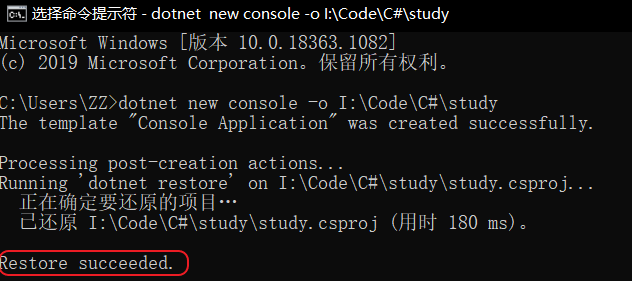 选择命令提示符 - dotnet  new console -o I:\Code\C#\study
Microsoft Windows [版本 10.0.18363.1082]
(c) 2019 Microsoft Corporation。保留所有权利。
C:\Users\ZZ>dotnet new console -o I:\Code\C#\study
The template "Console Application" was created successfully.
Processing post-creation actions...
Running 'dotnet restore' on I:\Code\C#\study\study.csproj...
正在确定要还原的项目…
已还原 I:\Code\C#\study\study.csproj (用时 180 ms)。
Restore succeeded.